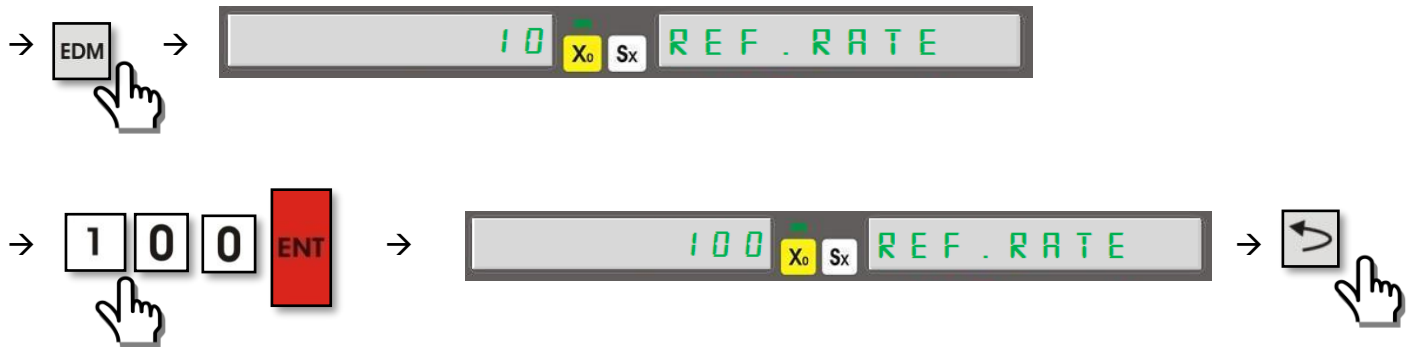 → EDM → 10 X₀ Sx REF.RATE
→ 1 0 0 ENT → 100 X₀ Sx REF.RATE →